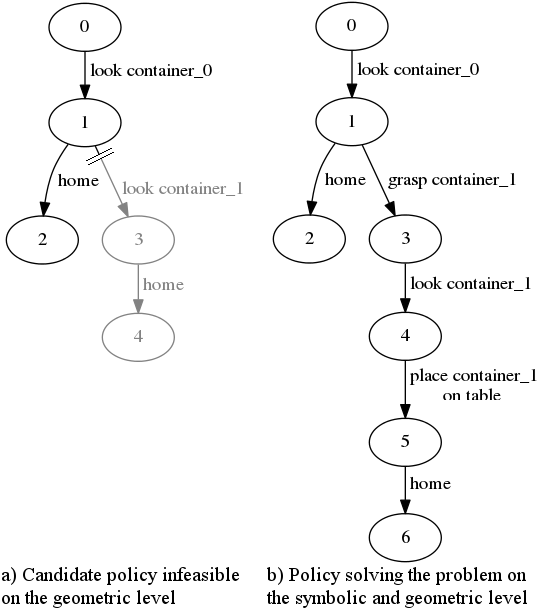 0
look container_0
1
home
look container_1
2
3
home
4
a) Candidate policy infeasible
on the geometric level
0
look container_0
1
home
grasp container_1
2
3
look container_1
4
place container_1
on table
5
home
6
b) Policy solving the problem on
the symbolic and geometric level